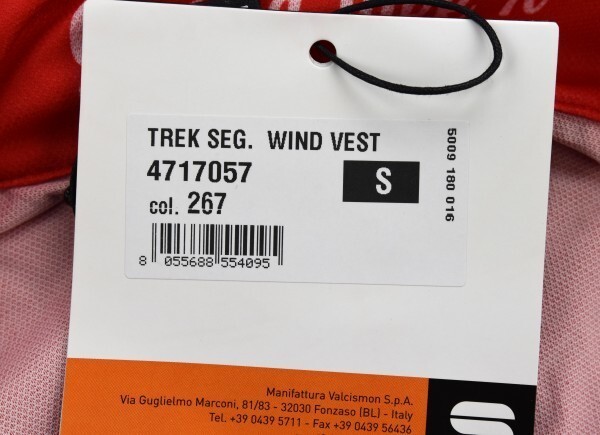 TREK SEG. WIND VEST
4717057
S
col. 267
5009 180 016
8 055688 554095
Manifattura Valcismon S.p.A.
Via Guglielmo Marconi, 81/83 - 32030 Fonzaso (BL) - Italy
Tel. +39 0439 5711 - Fax +39 0439 56436